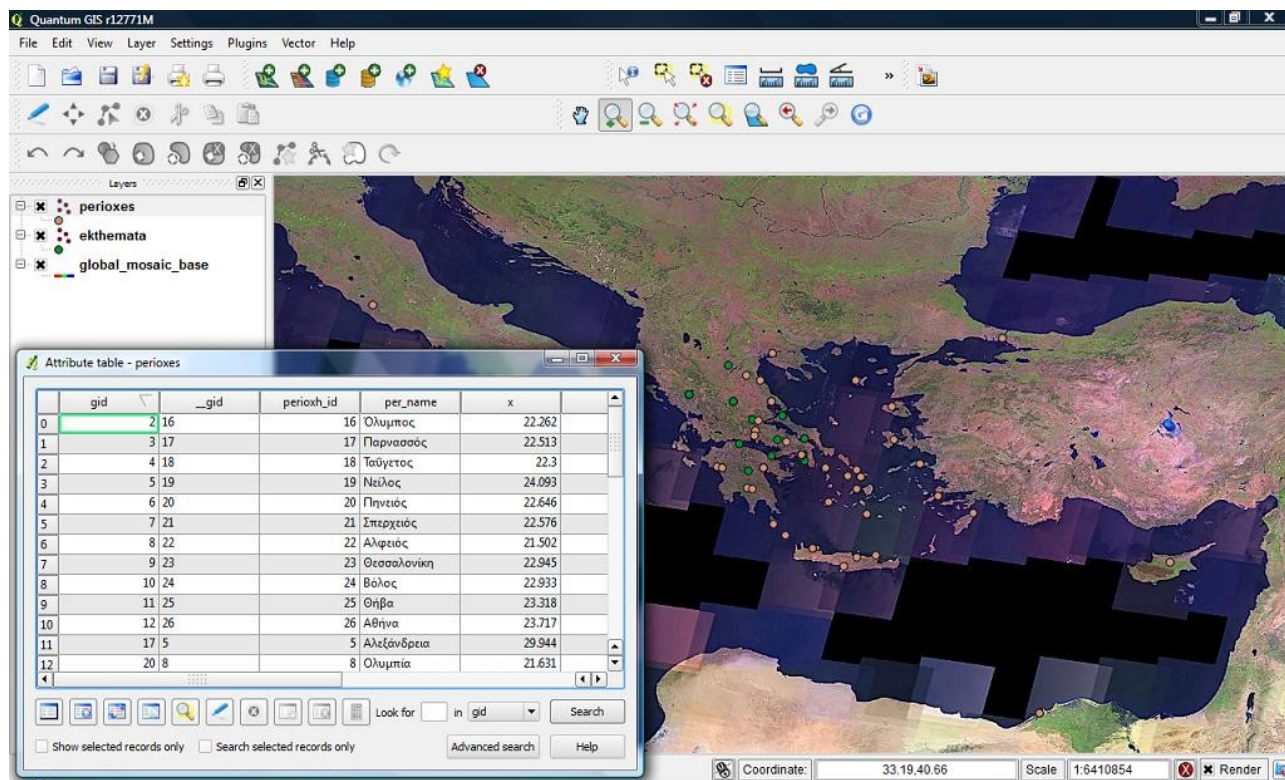 Quantum GIS r12771M
File Edit View Layer Settings Plugins Vector Help
»
Layers
perioxes
ekthemata
global_mosaic_base
Attribute table - perioxes
gid __gid perioxh_id per_name x
0 2 16 16 Όλυμπος 22.262
1 3 17 17 Παρνασσός 22.513
2 4 18 18 Ταΰγετος 22.3
3 5 19 19 Νείλος 24.093
4 6 20 20 Πηνειός 22.646
5 7 21 21 Σπερχειός 22.576
6 8 22 22 Αλφειός 21.502
7 9 23 23 Θεσσαλονίκη 22.945
8 10 24 24 Βόλος 22.933
9 11 25 25 Θήβα 23.318
10 12 26 26 Αθήνα 23.717
11 17 5 5 Αλεξάνδρεια 29.944
12 20 8 8 Ολυμπία 21.631
Look for in gid Search
Show selected records only Search selected records only Advanced search Help
Coordinate: 33.19,40.66 Scale 1:6410854 Render